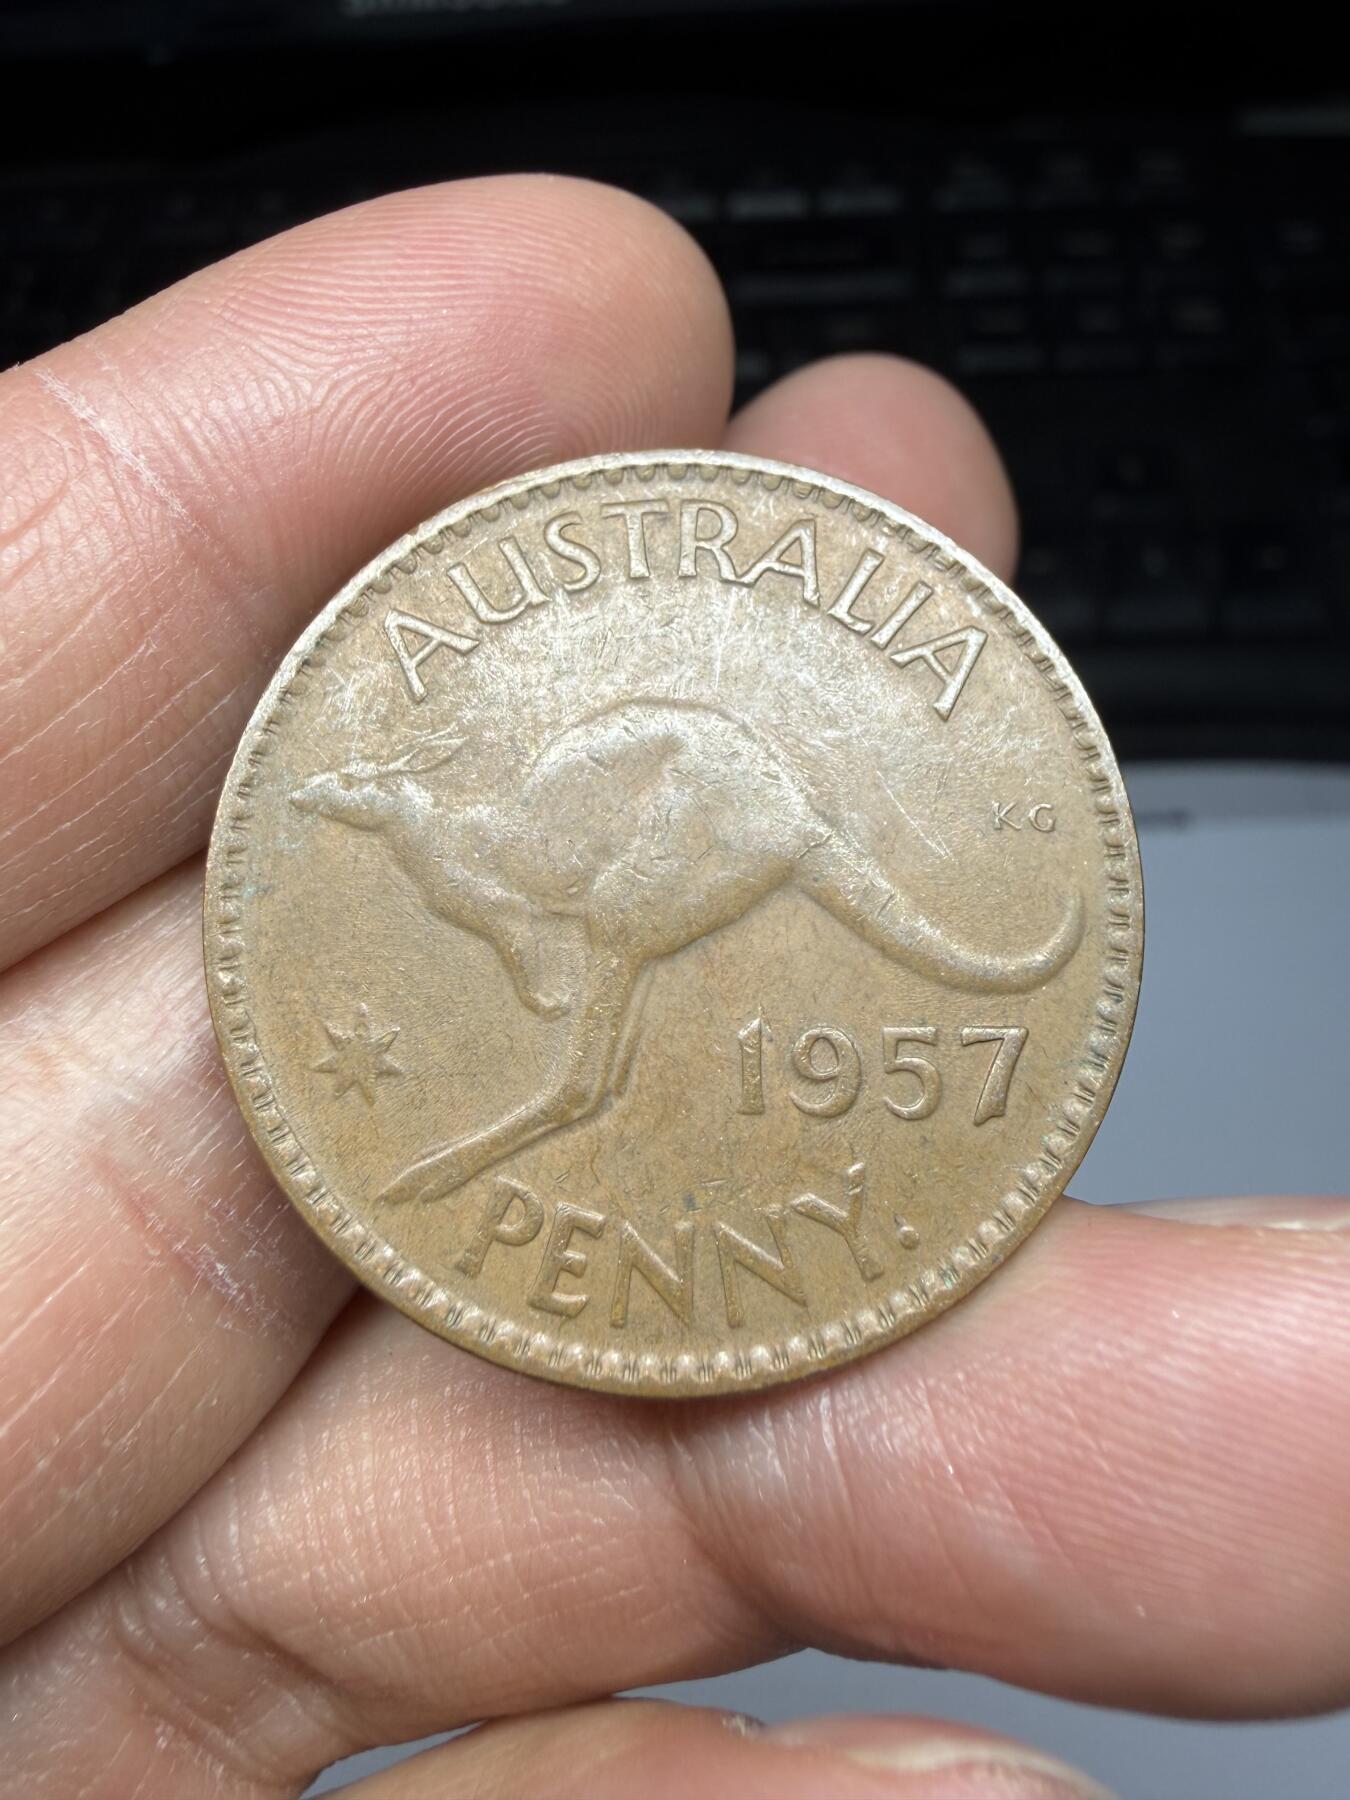 AUSTRALIA
KG
1957
PENNY.